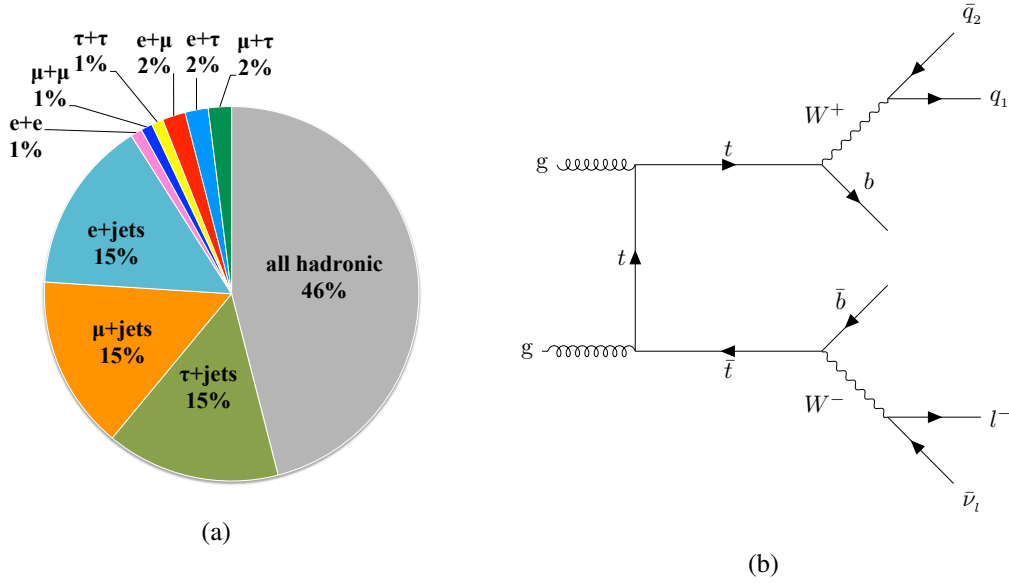 τ+τ
1%
e+μ
2%
e+τ
2%
μ+τ
2%
μ+μ
1%
e+e
1%
e+jets
15%
all hadronic
46%
μ+jets
15%
τ+jets
15%
(a)
q̄₂
q₁
W⁺
g
t
b
t
b̄
g
t̄
W⁻
l⁻
ν̄ₗ
(b)